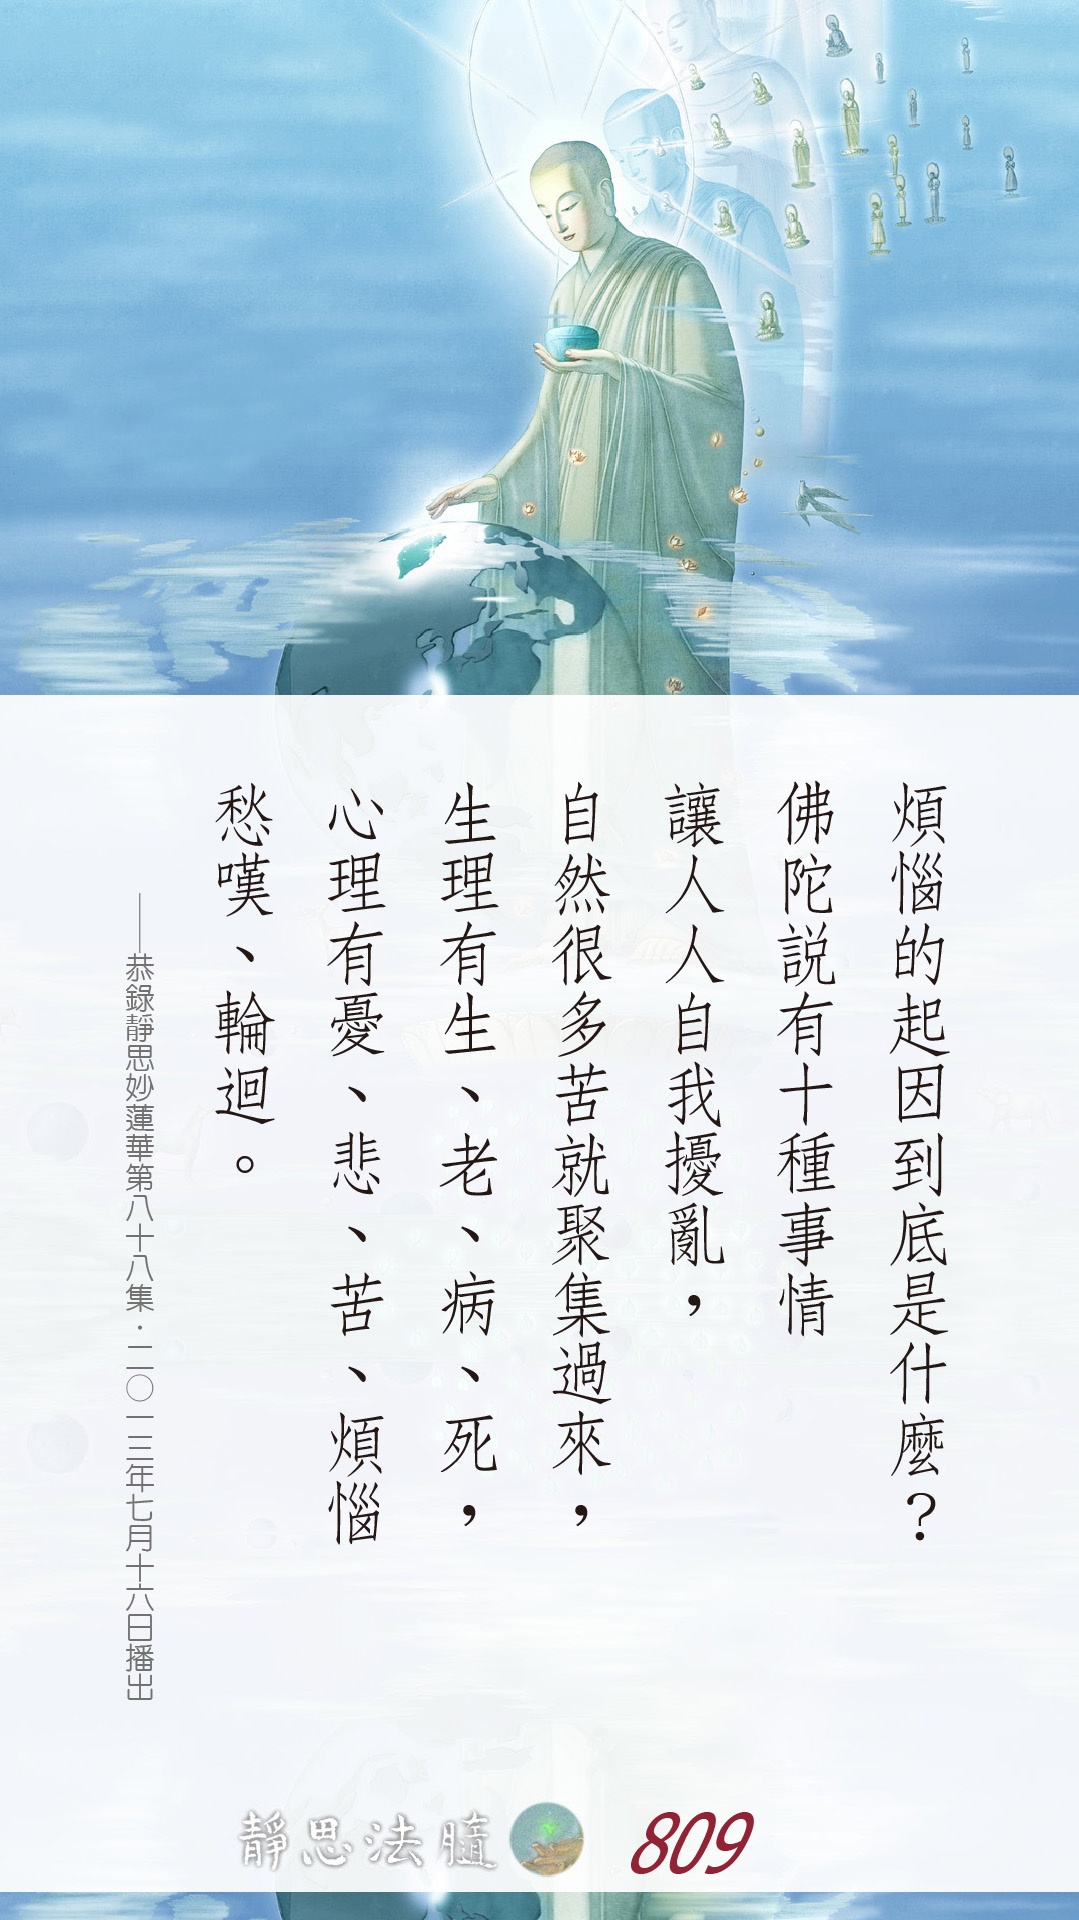 煩惱的起因到底是什麼？
佛陀說有十種事情
讓人人自我擾亂，
自然很多苦就聚集過來，
生理有生、老、病、死，
心理有憂、悲、苦、煩惱
愁嘆、輪迴。
——恭錄靜思妙蓮華第八十八集．二〇一三年七月十六日播出
靜思法髓
809